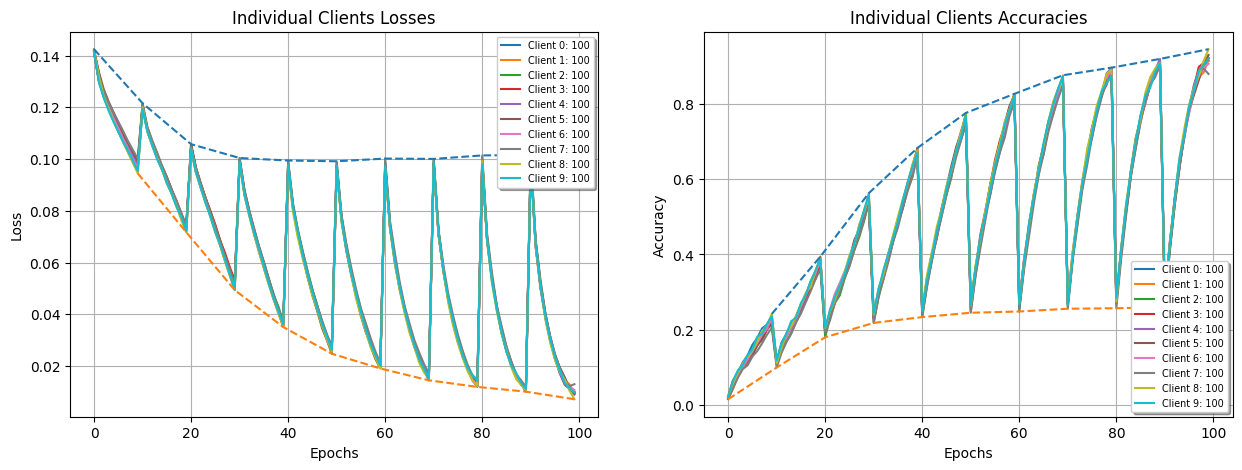 Individual Clients Losses
Loss
0.14
0.12
0.10
0.08
0.06
0.04
0.02
0
20
40
60
80
100
Epochs
Client 0: 100
Client 1: 100
Client 2: 100
Client 3: 100
Client 4: 100
Client 5: 100
Client 6: 100
Client 7: 100
Client 8: 100
Client 9: 100
Individual Clients Accuracies
Accuracy
0.8
0.6
0.4
0.2
0.0
0
20
40
60
80
100
Epochs
Client 0: 100
Client 1: 100
Client 2: 100
Client 3: 100
Client 4: 100
Client 5: 100
Client 6: 100
Client 7: 100
Client 8: 100
Client 9: 100